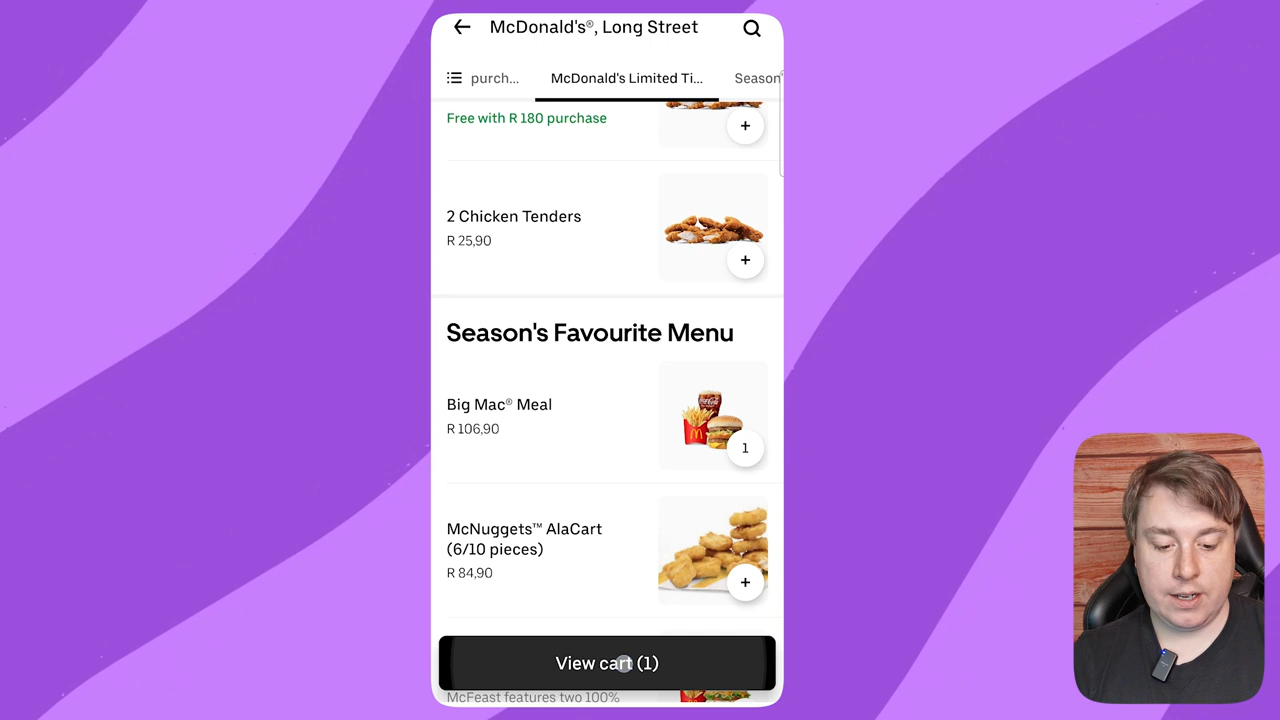 McDonald's®, Long Street
purch...
McDonald's Limited Ti...
Season'
Free with R 180 purchase
+
2 Chicken Tenders
R 25,90
+
Season's Favourite Menu
Big Mac® Meal
R 106,90
1
McNuggets™ AlaCart
(6/10 pieces)
R 84,90
+
View cart (1)
McFeast features two 100%